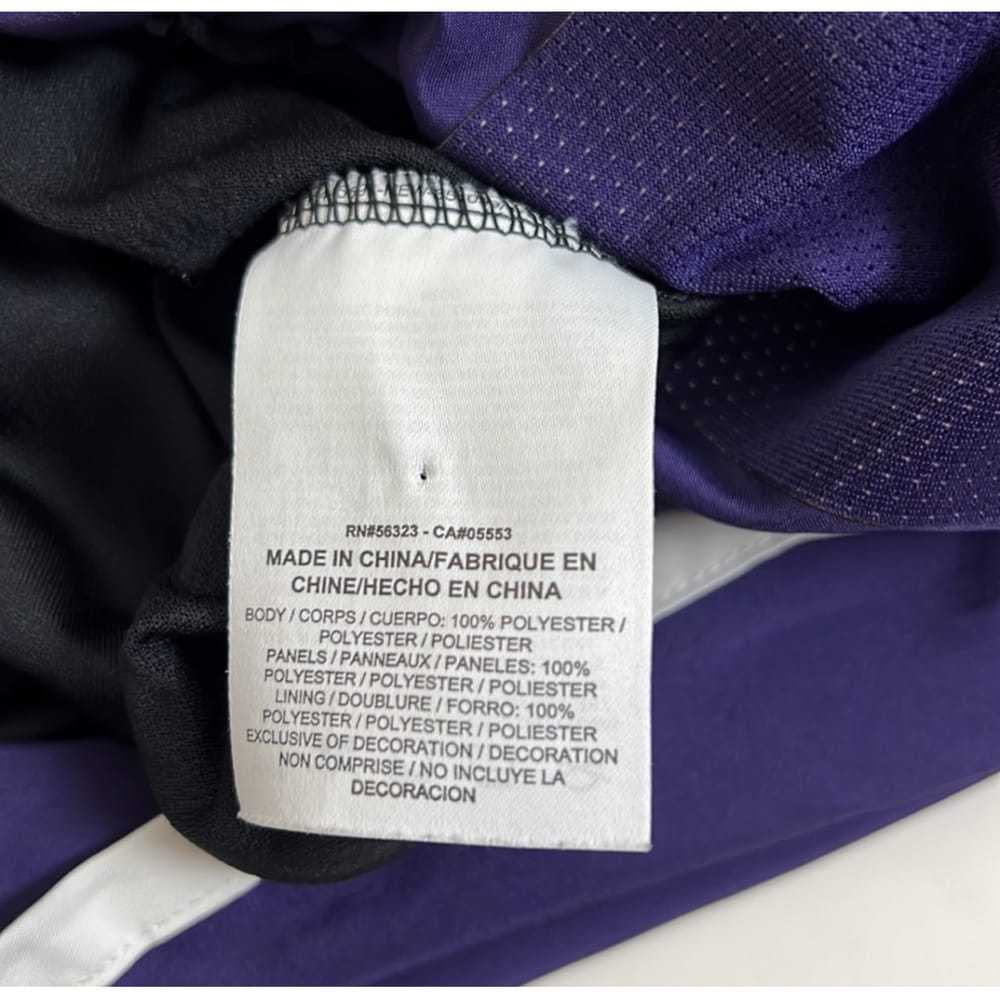 RN#56323 - CA#05553
MADE IN CHINA/FABRIQUE EN
CHINE/HECHO EN CHINA
BODY / CORPS / CUERPO: 100% POLYESTER /
POLYESTER / POLIESTER
PANELS / PANNEAUX / PANELES: 100%
POLYESTER / POLYESTER / POLIESTER
LINING / DOUBLURE / FORRO: 100%
POLYESTER / POLYESTER / POLIESTER
EXCLUSIVE OF DECORATION / DECORATION
NON COMPRISE / NO INCLUYE LA
DECORACION